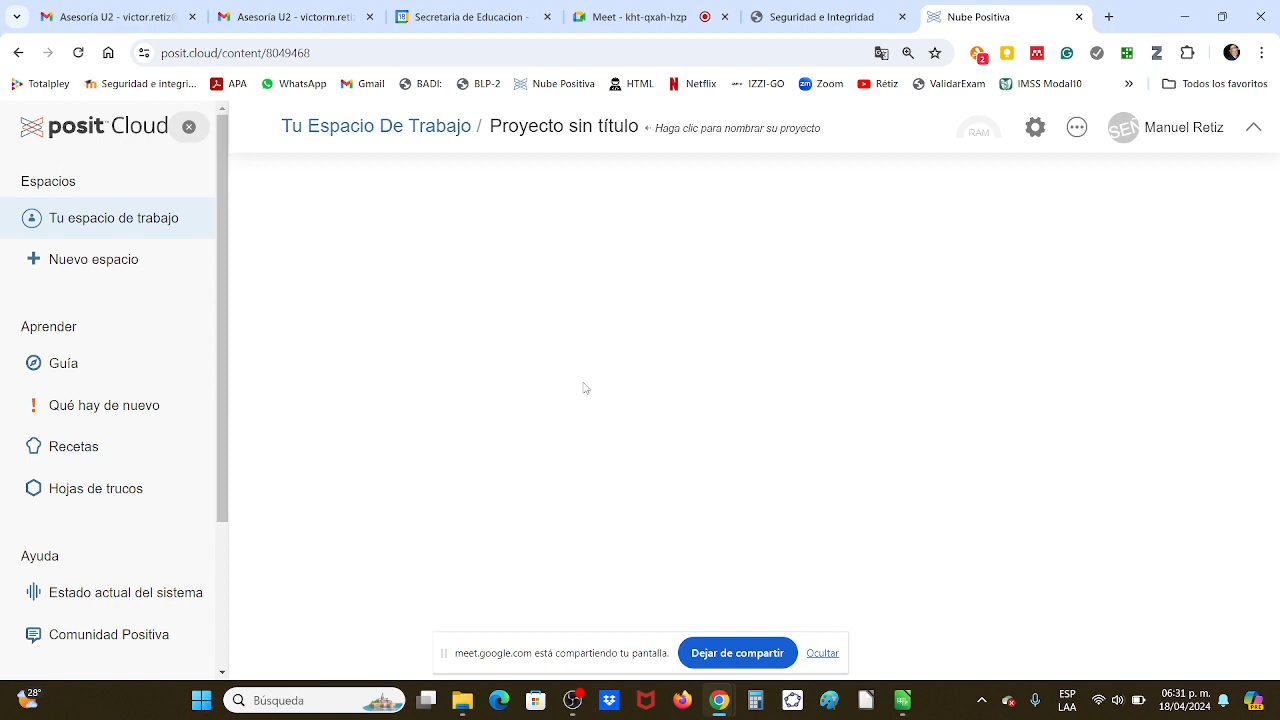 Asesoría U2 - victor.retiz@
Asesoría U2 - victorm.retiz
Secretaria de Educacion -
Meet - kht-qxah-hzp
Seguridad e Integridad
Nube Positiva
posit.cloud/content/8049468
2
Totalpley
Seguridad e integri...
APA
WhatsApp
Gmail
BADI:
BLP-2
Nube Positiva
HTML
Netflix
IZZI-GO
Zoom
Rétiz
ValidarExam
IMSS Modal10
»
Todos los favoritos
posit Cloud
Tu Espacio De Trabajo / Proyecto sin título ← Haga clic para nombrar su proyecto
RAM
SEÑ
Manuel Retiz
Espacios
Tu espacio de trabajo
Nuevo espacio
Aprender
Guía
Qué hay de nuevo
Recetas
Hojas de trucos
Ayuda
Estado actual del sistema
Comunidad Positiva
meet.google.com está compartiendo tu pantalla.
Dejar de compartir
Ocultar
28°
Búsqueda
ESP
LAA
06:31 p. m.
18/04/2024